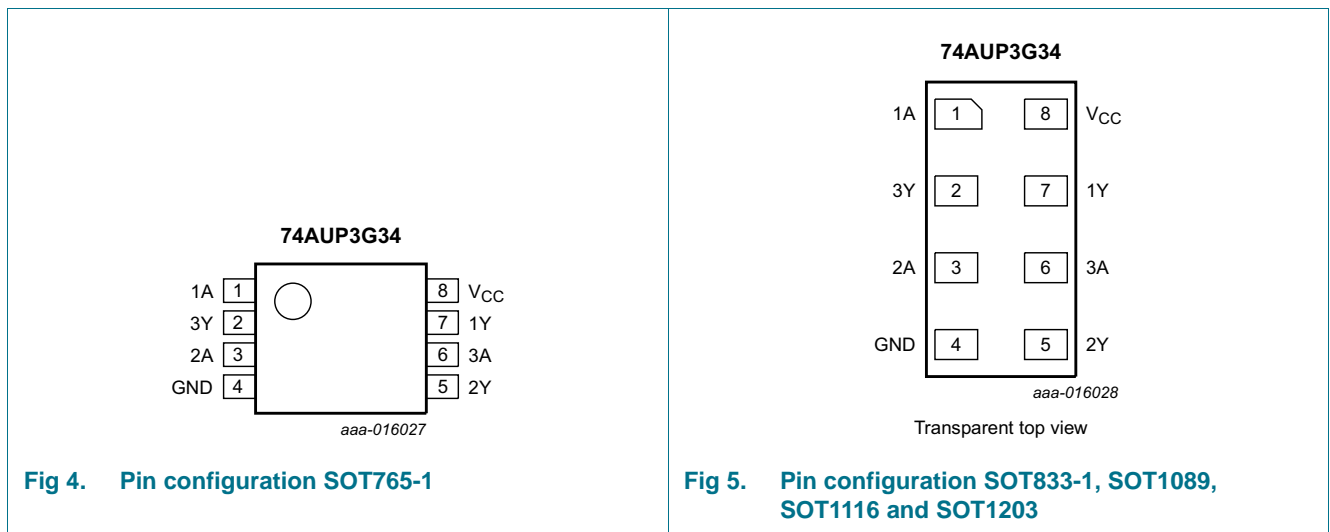 74AUP3G34
1A 1 8 VCC
3Y 2 7 1Y
2A 3 6 3A
GND 4 5 2Y
aaa-016027
Fig 4. Pin configuration SOT765-1
74AUP3G34
1A 1 8 VCC
3Y 2 7 1Y
2A 3 6 3A
GND 4 5 2Y
aaa-016028
Transparent top view
Fig 5. Pin configuration SOT833-1, SOT1089,
SOT1116 and SOT1203